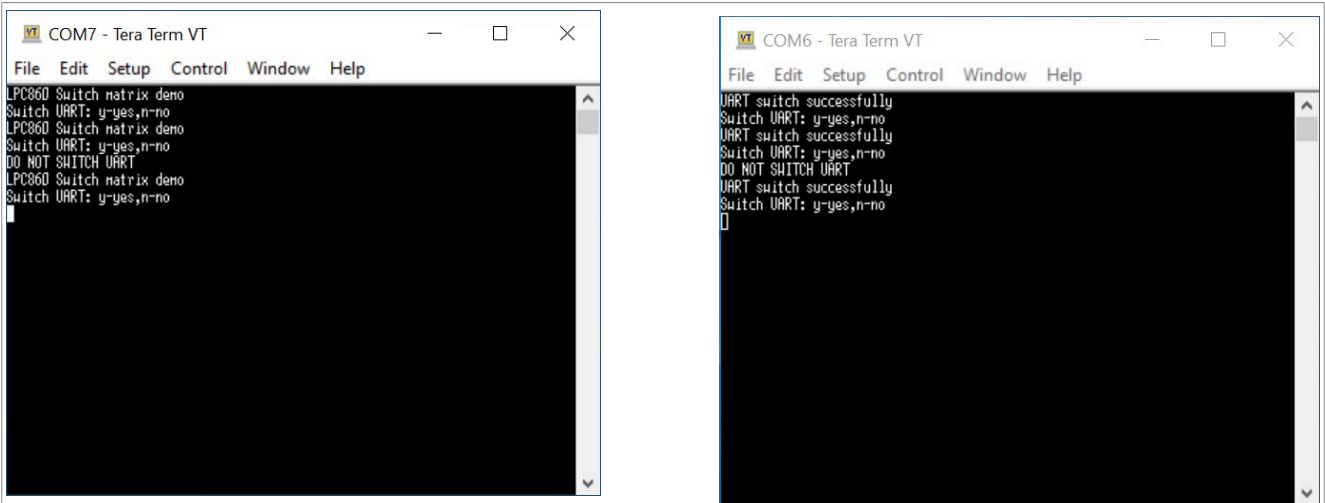 COM7 - Tera Term VT
File Edit Setup Control Window Help
LPC860 Switch matrix demo
Switch UART: y-yes,n-no
LPC860 Switch matrix demo
Switch UART: y-yes,n-no
DO NOT SWITCH UART
LPC860 Switch matrix demo
Switch UART: y-yes,n-no
COM6 - Tera Term VT
File Edit Setup Control Window Help
UART switch successfully
Switch UART: y-yes,n-no
UART switch successfully
Switch UART: y-yes,n-no
DO NOT SWITCH UART
UART switch successfully
Switch UART: y-yes,n-no